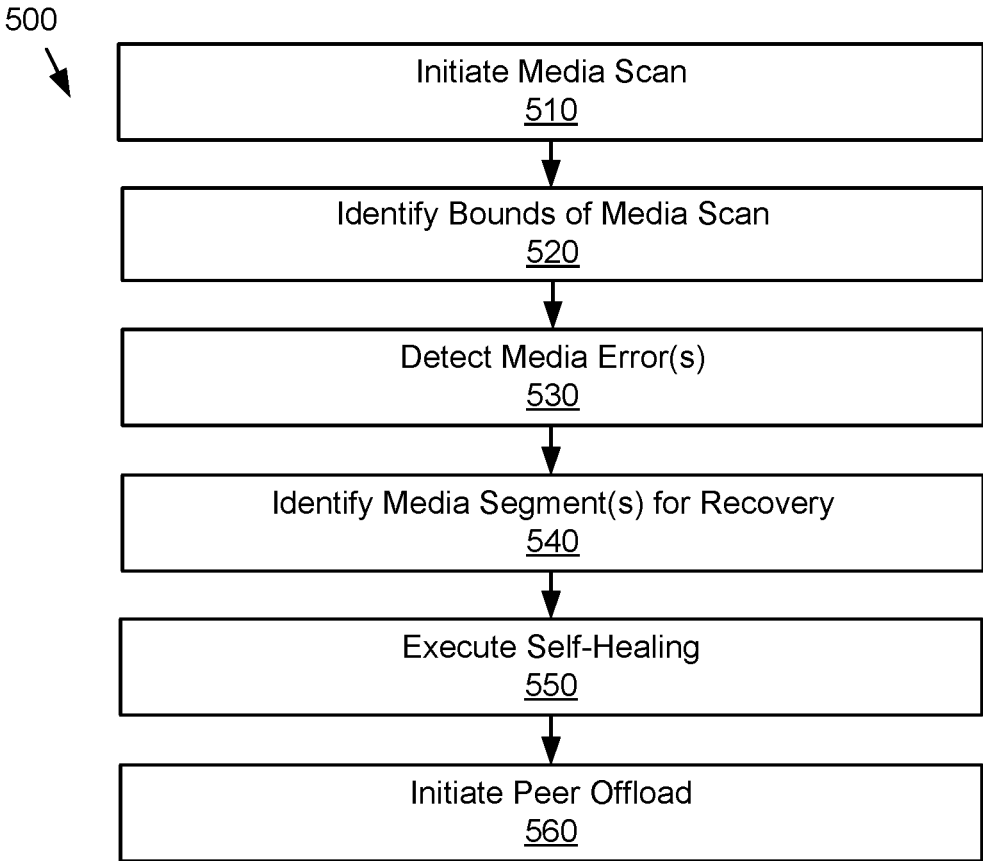 500
Initiate Media Scan
510
Identify Bounds of Media Scan
520
Detect Media Error(s)
530
Identify Media Segment(s) for Recovery
540
Execute Self-Healing
550
Initiate Peer Offload
560